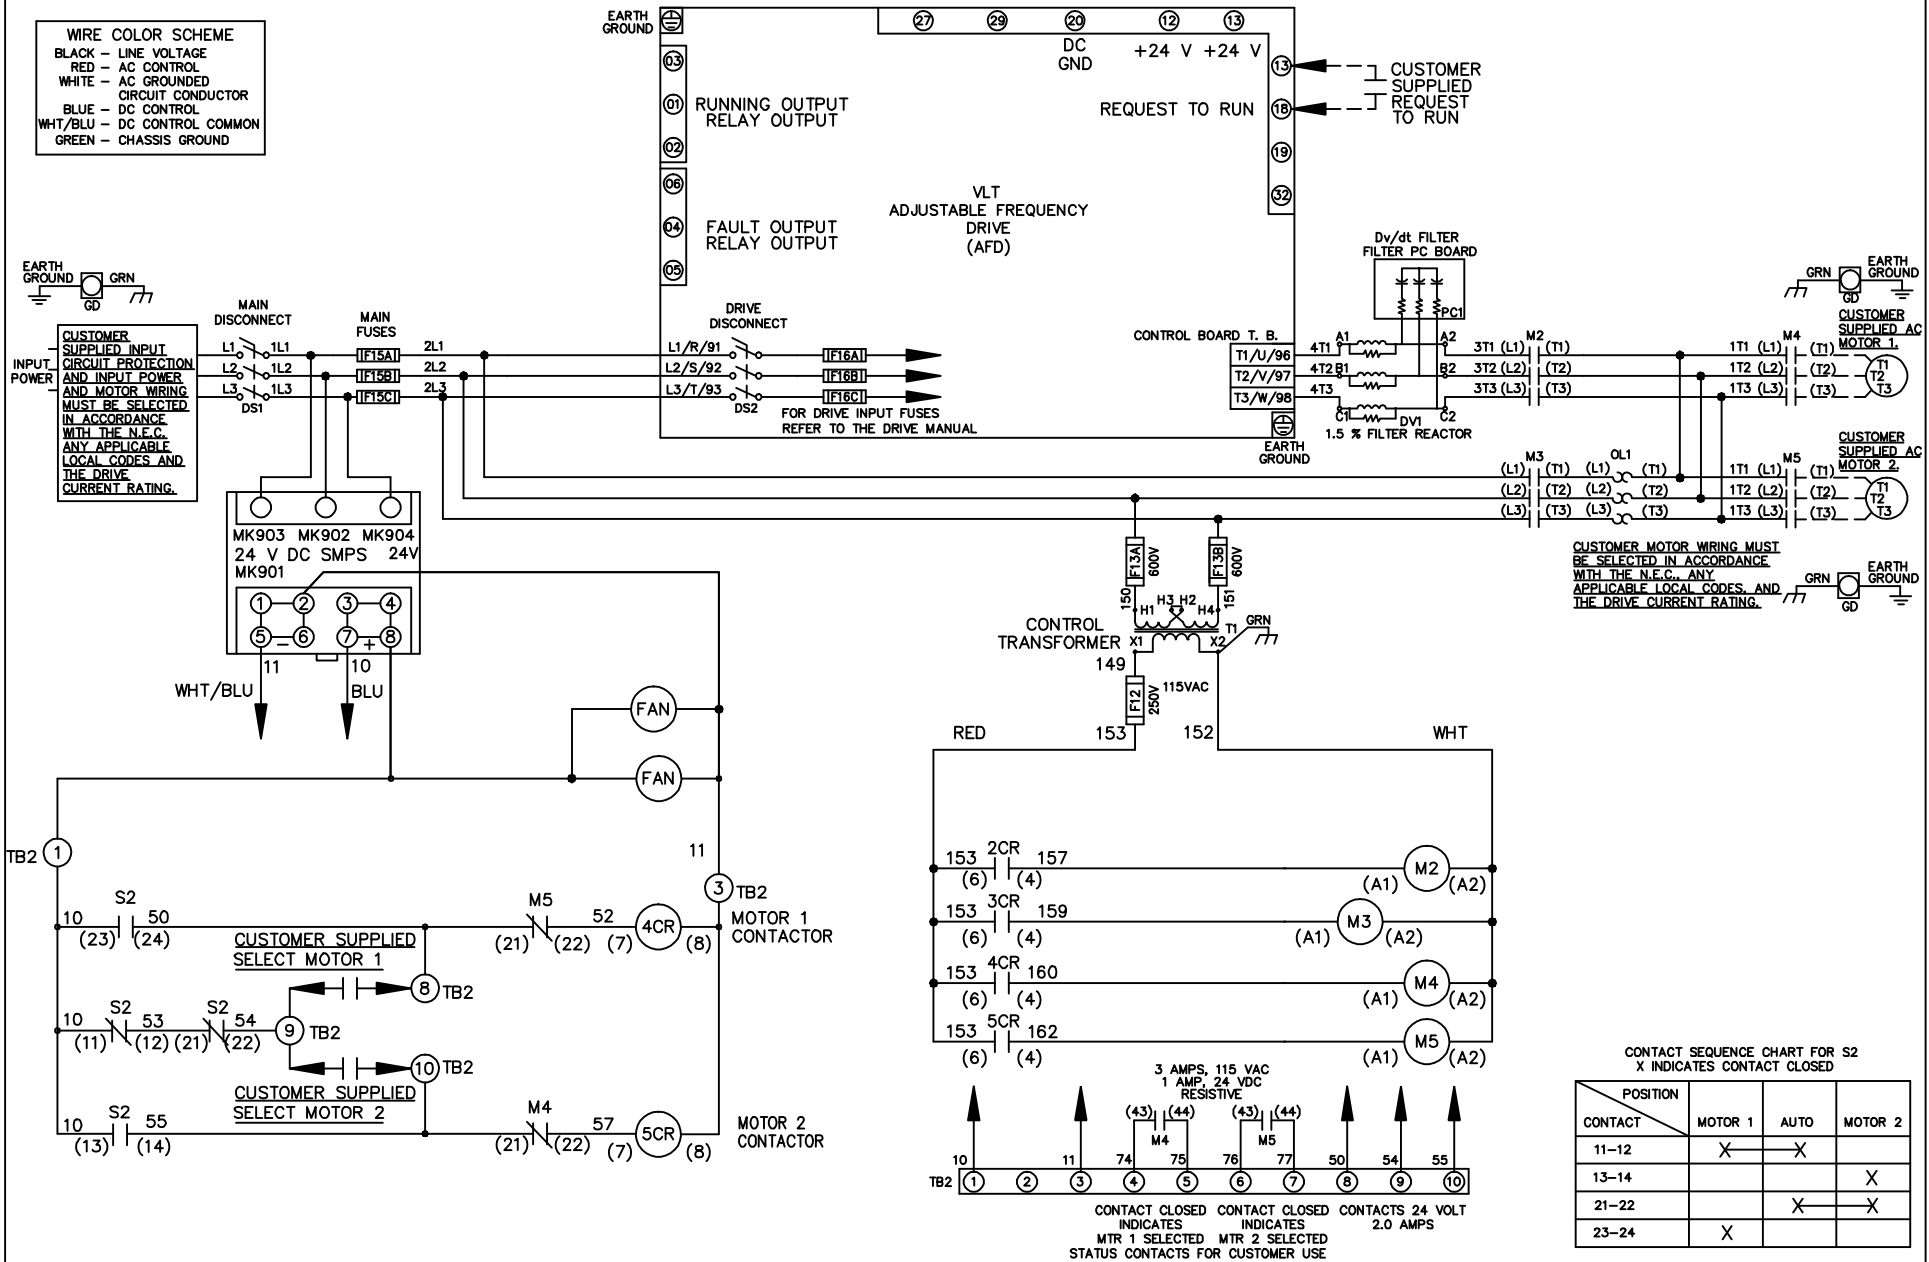 WIRE COLOR SCHEME
BLACK – LINE VOLTAGE
RED – AC CONTROL
WHITE – AC GROUNDED
CIRCUIT CONDUCTOR
BLUE – DC CONTROL
WHT/BLU – DC CONTROL COMMON
GREEN – CHASSIS GROUND
EARTH
GROUND
27 29 20 12 13
DC
GND
+24 V +24 V
03
01
02
RUNNING OUTPUT
RELAY OUTPUT
06
04
05
FAULT OUTPUT
RELAY OUTPUT
VLT
ADJUSTABLE FREQUENCY
DRIVE
(AFD)
REQUEST TO RUN
13
18
19
32
CUSTOMER
SUPPLIED
REQUEST
TO RUN
EARTH
GROUND
GRN
GD
INPUT
POWER
CUSTOMER
SUPPLIED INPUT
CIRCUIT PROTECTION
AND INPUT POWER
AND MOTOR WIRING
MUST BE SELECTED
IN ACCORDANCE
WITH THE N.E.C.
ANY APPLICABLE
LOCAL CODES AND
THE DRIVE
CURRENT RATING.
MAIN
DISCONNECT
L1 1L1
L2 1L2
L3 1L3
DS1
MAIN
FUSES
F15A 2L1
F15B 2L2
F15C 2L3
DRIVE
DISCONNECT
L1/R/91
L2/S/92
L3/T/93
DS2
F16A
F16B
F16C
FOR DRIVE INPUT FUSES
REFER TO THE DRIVE MANUAL
CONTROL BOARD T. B.
T1/U/96
T2/V/97
T3/W/98
EARTH
GROUND
Dv/dt FILTER
FILTER PC BOARD
PC1
4T1 A1 A2
4T2 B1 B2
4T3 C1 C2
DV1
1.5 % FILTER REACTOR
M2
3T1 (L1) (T1)
3T2 (L2) (T2)
3T3 (L3) (T3)
M4
1T1 (L1) (T1)
1T2 (L2) (T2)
1T3 (L3) (T3)
GRN
GD
EARTH
GROUND
CUSTOMER
SUPPLIED AC
MOTOR 1.
T1
T2
T3
M3
(L1) (T1)
(L2) (T2)
(L3) (T3)
OL1
(L1) (T1)
(L2) (T2)
(L3) (T3)
M5
1T1 (L1) (T1)
1T2 (L2) (T2)
1T3 (L3) (T3)
CUSTOMER
SUPPLIED AC
MOTOR 2.
T1
T2
T3
CUSTOMER MOTOR WIRING MUST
BE SELECTED IN ACCORDANCE
WITH THE N.E.C., ANY
APPLICABLE LOCAL CODES, AND
THE DRIVE CURRENT RATING.
GRN
GD
EARTH
GROUND
MK903 MK902 MK904
24 V DC SMPS 24V
MK901
1 2 3 4
5 – 6 7 + 8
11 10
WHT/BLU BLU
FAN
FAN
F13A
600V
F13B
600V
150 151
H1 H3 H2 H4
CONTROL
TRANSFORMER
X1 X2 T1 GRN
149
F12
250V
115VAC
153 152
RED WHT
TB2 1
11
3 TB2
10 S2 50
(23) (24)
M5
(21) (22)
52
(7) 4CR (8)
MOTOR 1
CONTACTOR
CUSTOMER SUPPLIED
SELECT MOTOR 1
8 TB2
10 S2 53 S2 54
(11) (12) (21) (22)
9 TB2
10 TB2
CUSTOMER SUPPLIED
SELECT MOTOR 2
10 S2 55
(13) (14)
M4
(21) (22)
57
(7) 5CR (8)
MOTOR 2
CONTACTOR
153 2CR 157
(6) (4)
(A1) M2 (A2)
153 3CR 159
(6) (4)
(A1) M3 (A2)
153 4CR 160
(6) (4)
(A1) M4 (A2)
153 5CR 162
(6) (4)
(A1) M5 (A2)
3 AMPS, 115 VAC
1 AMP, 24 VDC
RESISTIVE
(43) (44) (43) (44)
M4 M5
10 11 74 75 76 77 50 54 55
TB2 1 2 3 4 5 6 7 8 9 10
CONTACT CLOSED
INDICATES
MTR 1 SELECTED
CONTACT CLOSED
INDICATES
MTR 2 SELECTED
CONTACTS 24 VOLT
2.0 AMPS
STATUS CONTACTS FOR CUSTOMER USE
CONTACT SEQUENCE CHART FOR S2
X INDICATES CONTACT CLOSED
POSITION
CONTACT MOTOR 1 AUTO MOTOR 2
11–12 X X
13–14 X
21–22 X X
23–24 X